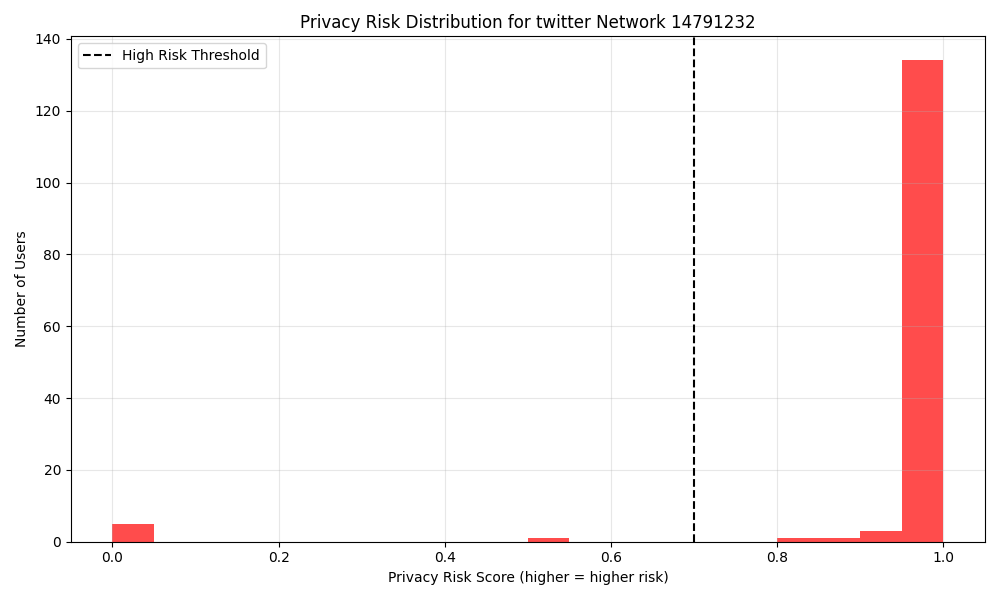 Privacy Risk Distribution for twitter Network 14791232
High Risk Threshold
140
120
100
80
60
40
20
0
Number of Users
0.0 0.2 0.4 0.6 0.8 1.0
Privacy Risk Score (higher = higher risk)